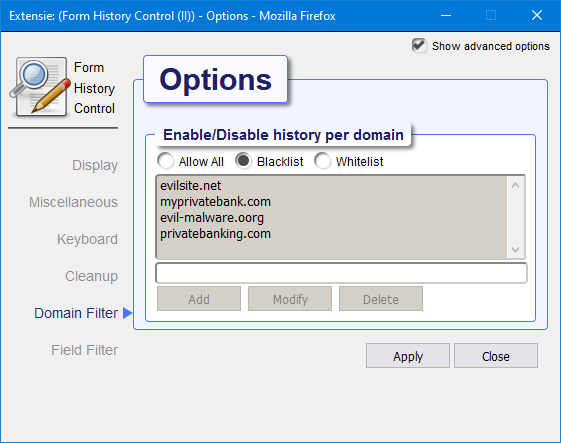 Extensie: (Form History Control (II)) - Options - Mozilla Firefox
Show advanced options
Form
History
Control
Display
Miscellaneous
Keyboard
Cleanup
Domain Filter
Field Filter
Options
Enable/Disable history per domain
Allow All Blacklist Whitelist
evilsite.net
myprivatebank.com
evil-malware.oorg
privatebanking.com
Add Modify Delete
Apply Close